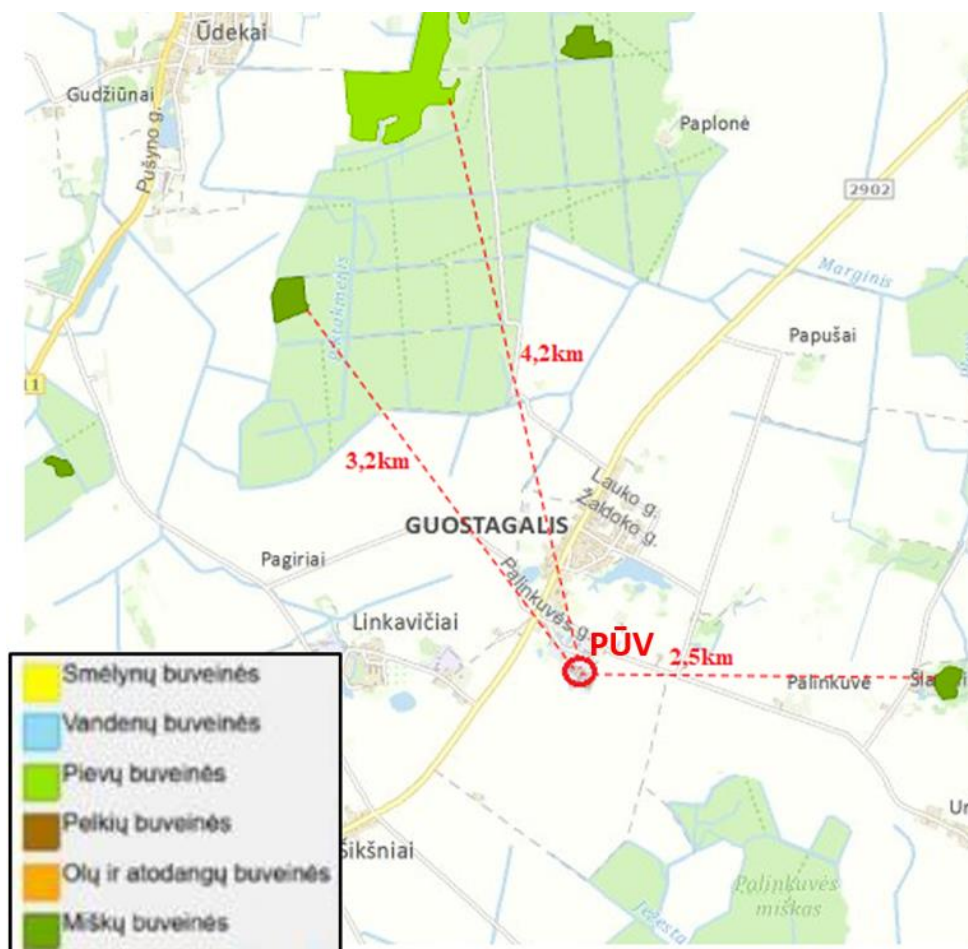 Ūdekai
Gudžiūnai
Pušyno g.
Paplonė
2902
Marginis
Papušai
11
4,2km
3,2km
Lauko g.
Žaldoko g.
GUOSTAGALIS
Pagiriai
Palinkuvės g.
Linkavičiai
PŪV
2,5km
Palinkuvė
Šikšniai
Palinkuvės
miškas
Ježesta
Smėlynų buveinės
Vandenų buveinės
Pievų buveinės
Pelkių buveinės
Olų ir atodangų buveinės
Miškų buveinės